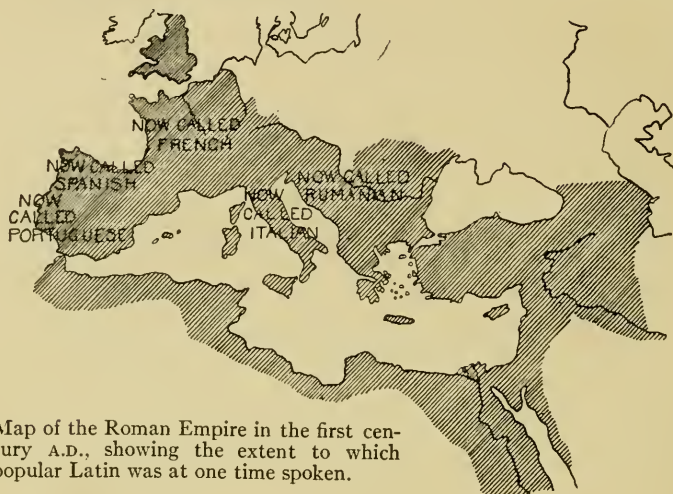 NOW CALLED
FRENCH
NOW CALLED
SPANISH
NOW
CALLED
PORTUGUESE
NOW
CALLED
ITALIAN
NOW CALLED
RUMANIAN
Map of the Roman Empire in the first cen-
tury A.D., showing the extent to which
popular Latin was at one time spoken.